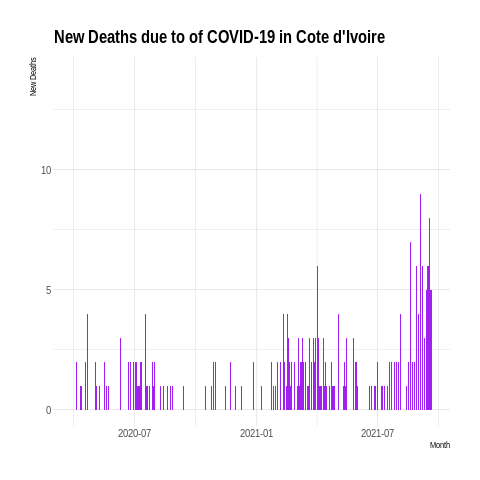 New Deaths due to of COVID-19 in Cote d'Ivoire
New Deaths
10
5
0
2020-07
2021-01
2021-07
Month